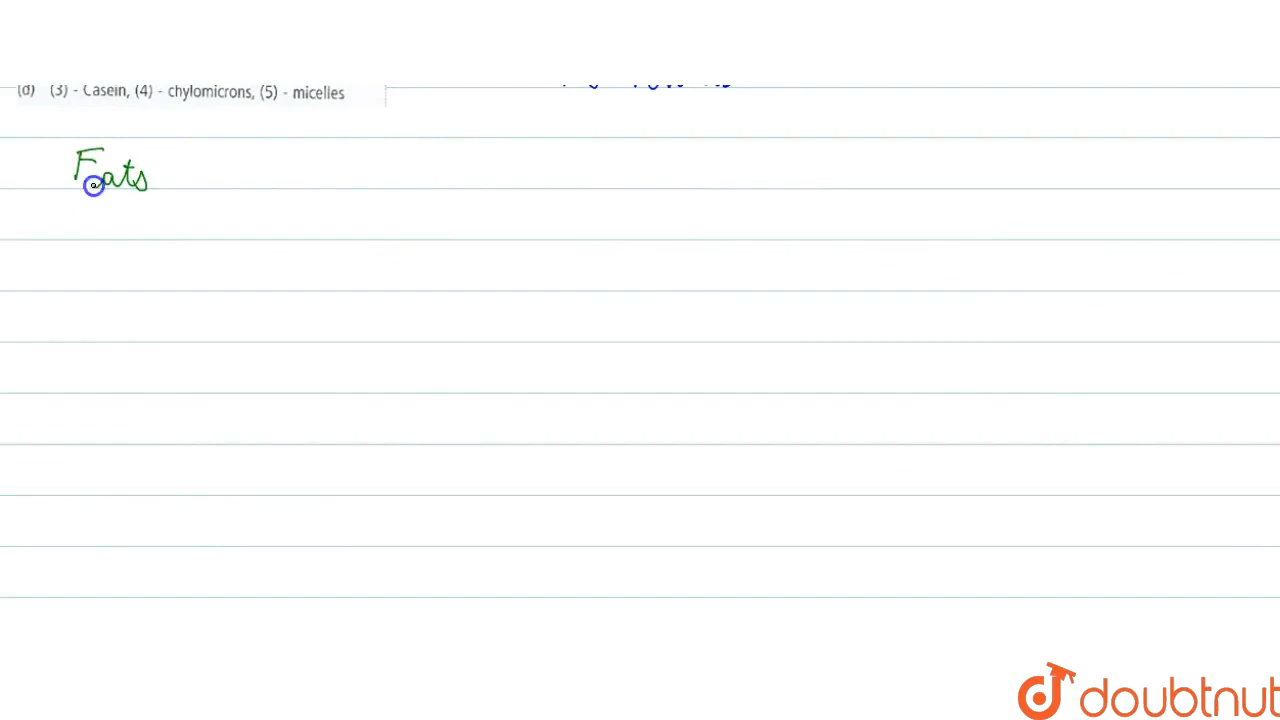 (d) (3) - Casein, (4) - chylomicrons, (5) - micelles
Fats
doubtnut